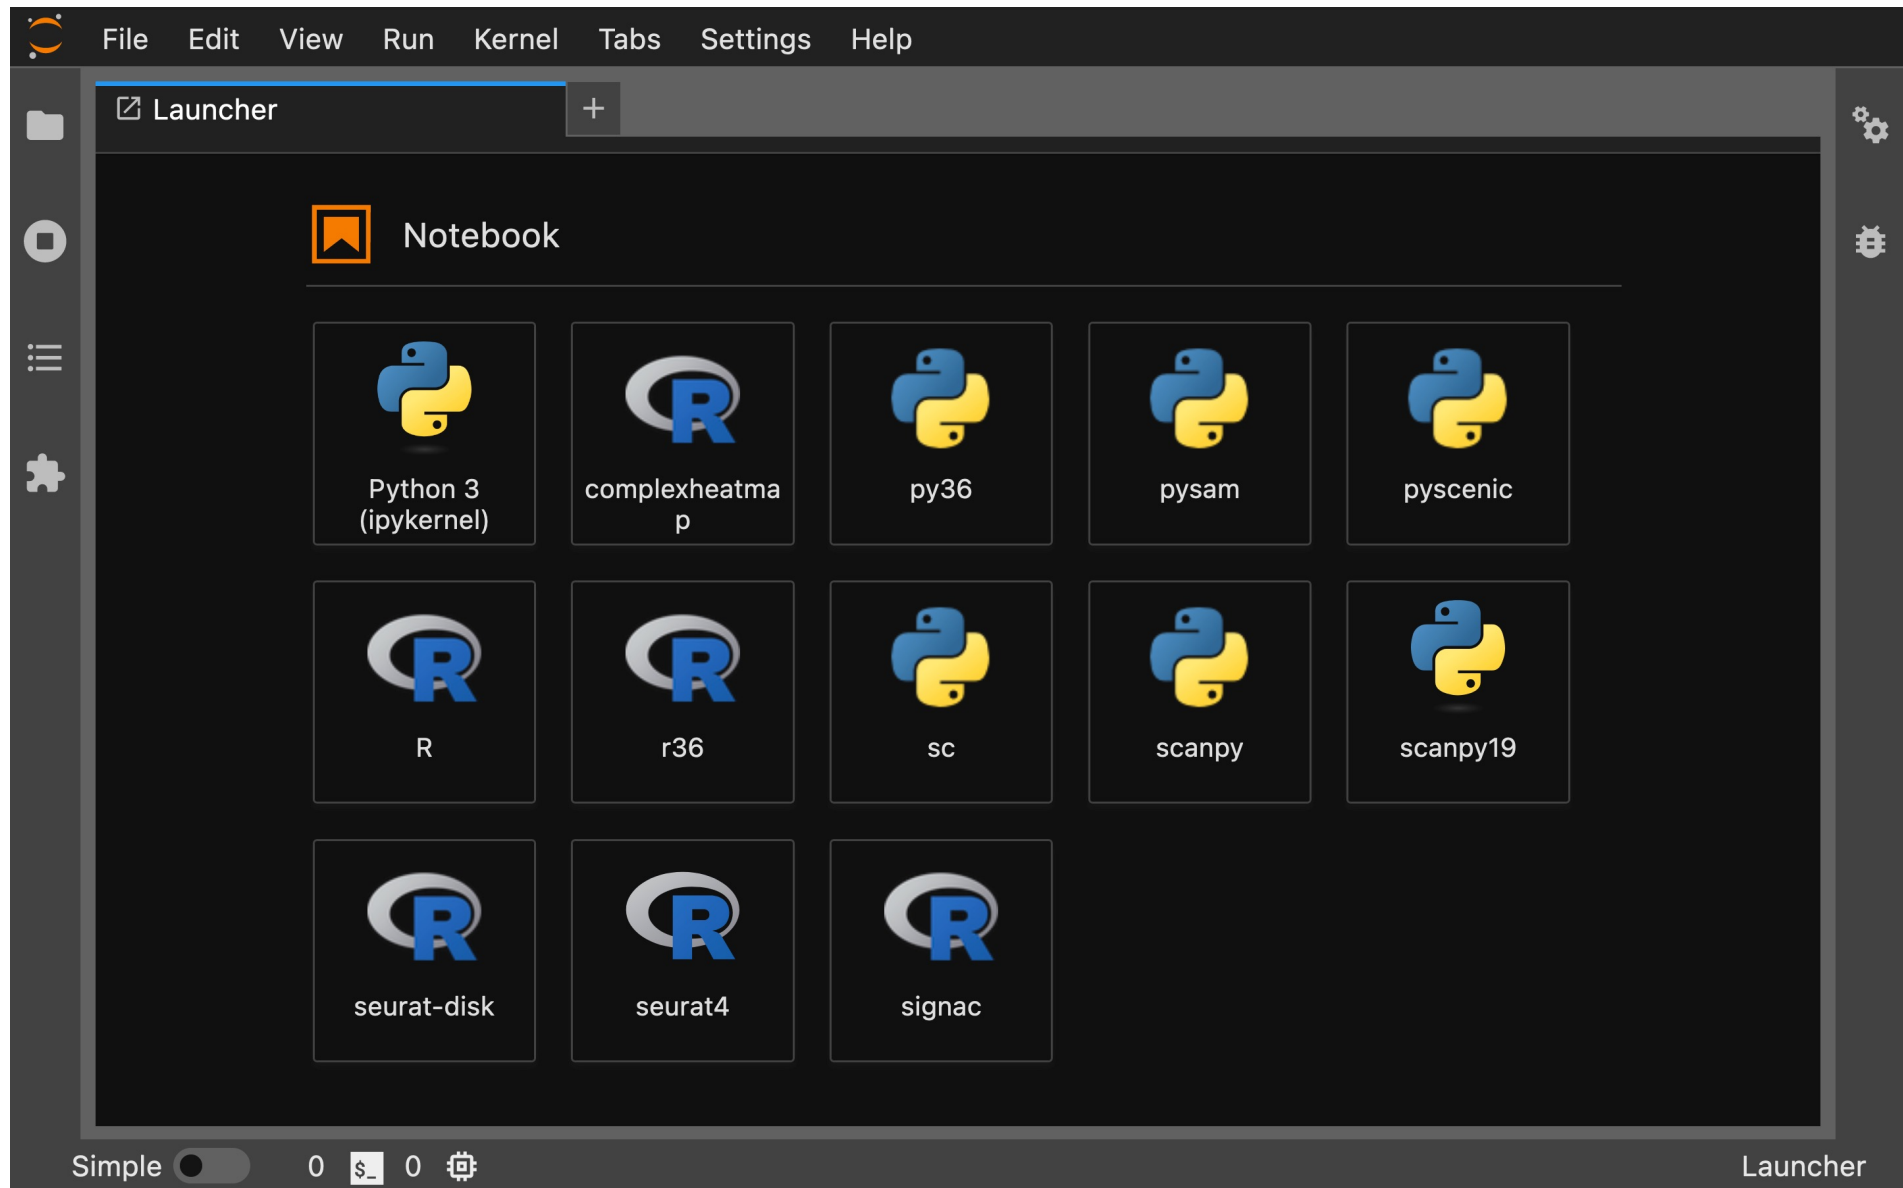 File Edit View Run Kernel Tabs Settings Help
Launcher
Notebook
Python 3
(ipykernel)
complexheatma
p
py36
pysam
pyscenic
R
r36
sc
scanpy
scanpy19
seurat-disk
seurat4
signac
Simple 0 $_ 0 Launcher